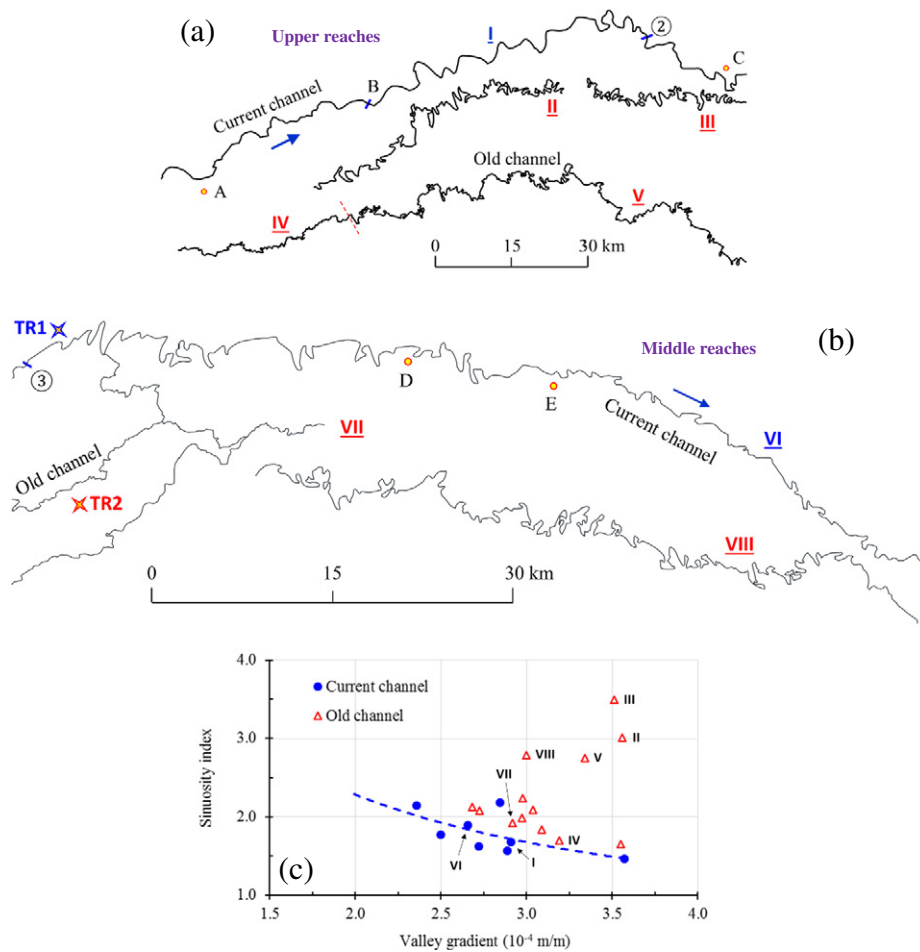 (a)
Upper reaches
I
②
C
B
Current channel
II
III
A
Old channel
IV
V
0 15 30 km
(b)
TR1
Middle reaches
③
D
E
VII
Current channel
VI
Old channel
TR2
VIII
0 15 30 km
4.0
Current channel
Old channel
III
3.0
II
VIII
V
VII
Sinuosity index
2.0
IV
VI
I
(c)
1.0
1.5 2.0 2.5 3.0 3.5 4.0
Valley gradient (10⁻⁴ m/m)